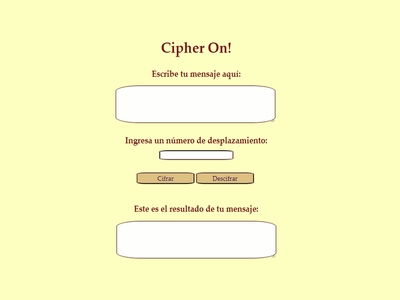 Cipher On!
Escribe tu mensaje aquí:
Ingresa un número de desplazamiento:
Cifrar Descifrar
Este es el resultado de tu mensaje: